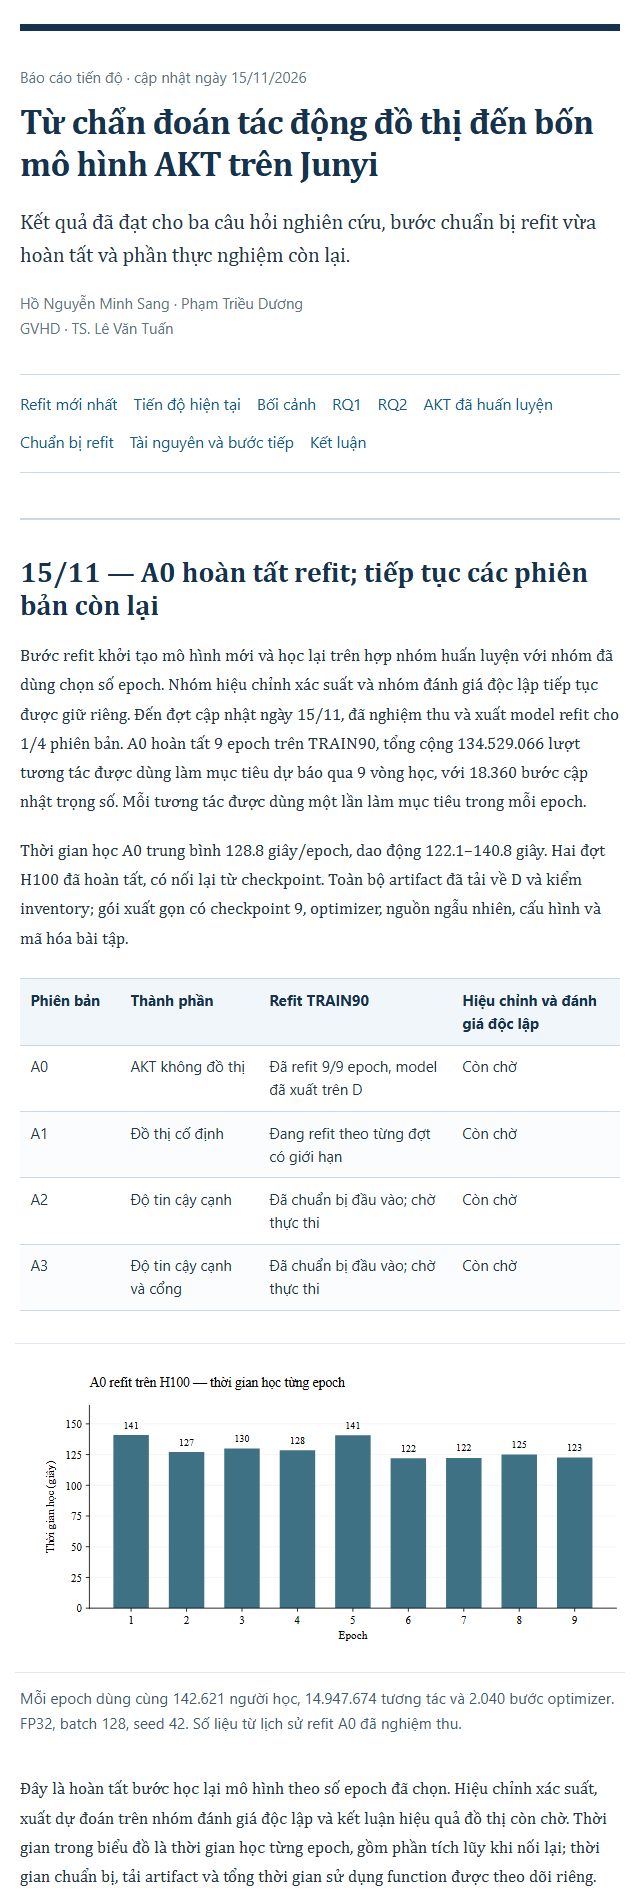 Báo cáo tiến độ · cập nhật ngày 15/11/2026
Từ chẩn đoán tác động đồ thị đến bốn
mô hình AKT trên Junyi
Kết quả đã đạt cho ba câu hỏi nghiên cứu, bước chuẩn bị refit vừa
hoàn tất và phần thực nghiệm còn lại.
Hồ Nguyễn Minh Sang · Phạm Triều Dương
GVHD · TS. Lê Văn Tuấn
Refit mới nhất Tiến độ hiện tại Bối cảnh RQ1 RQ2 AKT đã huấn luyện
Chuẩn bị refit Tài nguyên và bước tiếp Kết luận
15/11 — A0 hoàn tất refit; tiếp tục các phiên
bản còn lại
Bước refit khởi tạo mô hình mới và học lại trên hợp nhóm huấn luyện với nhóm đã
dùng chọn số epoch. Nhóm hiệu chỉnh xác suất và nhóm đánh giá độc lập tiếp tục
được giữ riêng. Đến đợt cập nhật ngày 15/11, đã nghiệm thu và xuất model refit cho
1/4 phiên bản. A0 hoàn tất 9 epoch trên TRAIN90, tổng cộng 134.529.066 lượt
tương tác được dùng làm mục tiêu dự báo qua 9 vòng học, với 18.360 bước cập
nhật trọng số. Mỗi tương tác được dùng một lần làm mục tiêu trong mỗi epoch.
Thời gian học A0 trung bình 128.8 giây/epoch, dao động 122.1–140.8 giây. Hai đợt
H100 đã hoàn tất, có nối lại từ checkpoint. Toàn bộ artifact đã tải về D và kiểm
inventory; gói xuất gọn có checkpoint 9, optimizer, nguồn ngẫu nhiên, cấu hình và
mã hóa bài tập.
Phiên bản Thành phần Refit TRAIN90 Hiệu chỉnh và đánh
giá độc lập
A0 AKT không đồ thị Đã refit 9/9 epoch, model Còn chờ
đã xuất trên D
A1 Đồ thị cố định Đang refit theo từng đợt Còn chờ
có giới hạn
A2 Độ tin cậy cạnh Đã chuẩn bị đầu vào; chờ Còn chờ
thực thi
A3 Độ tin cậy cạnh Đã chuẩn bị đầu vào; chờ Còn chờ
và cổng thực thi
A0 refit trên H100 — thời gian học từng epoch
Thời gian học (giây)
150
125
100
75
50
25
0
141 127 130 128 141 122 122 125 123
1 2 3 4 5 6 7 8 9
Epoch
Mỗi epoch dùng cùng 142.621 người học, 14.947.674 tương tác và 2.040 bước optimizer.
FP32, batch 128, seed 42. Số liệu từ lịch sử refit A0 đã nghiệm thu.
Đây là hoàn tất bước học lại mô hình theo số epoch đã chọn. Hiệu chỉnh xác suất,
xuất dự đoán trên nhóm đánh giá độc lập và kết luận hiệu quả đồ thị còn chờ. Thời
gian trong biểu đồ là thời gian học từng epoch, gồm phần tích lũy khi nối lại; thời
gian chuẩn bị, tải artifact và tổng thời gian sử dụng function được theo dõi riêng.